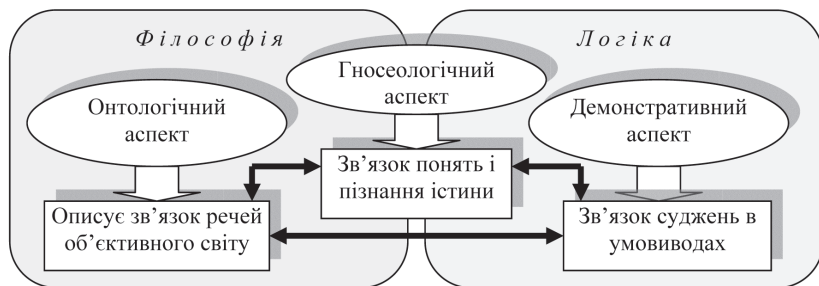 Філософія
Логіка
Гносеологічний
аспект
Онтологічний
аспект
Демонстративний
аспект
Зв’язок понять і
пізнання істини
Описує зв’язок речей
об’єктивного світу
Зв’язок суджень в
умовиводах